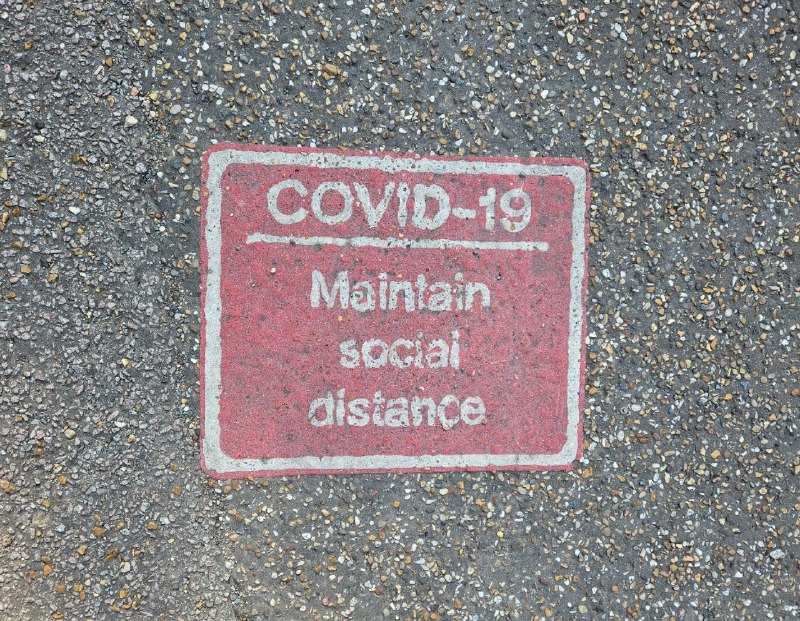 COVID-19
Maintain
social
distance